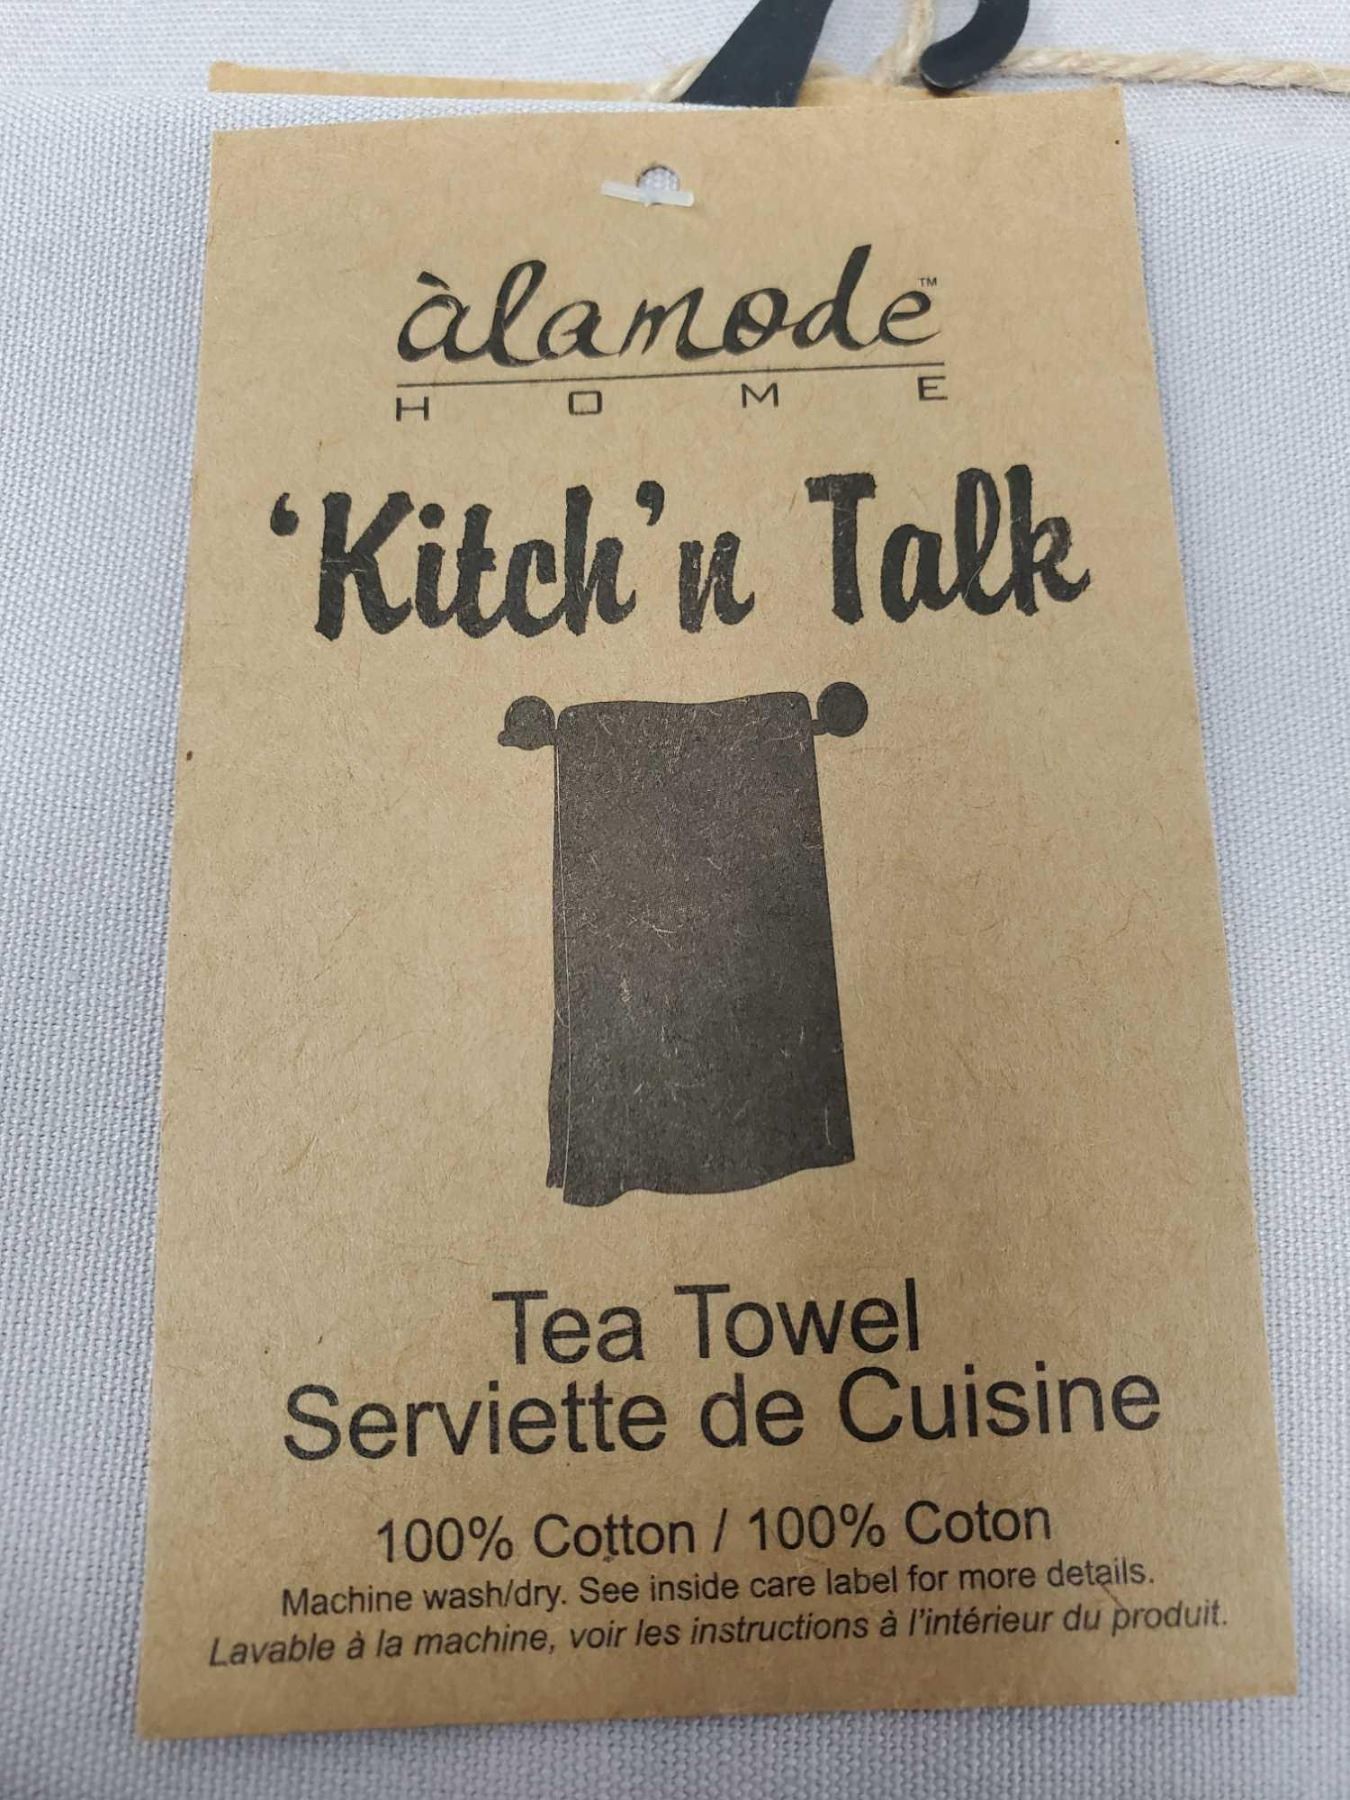 àlamode™
HOME
‘Kitch’n Talk
Tea Towel
Serviette de Cuisine
100% Cotton / 100% Coton
Machine wash/dry. See inside care label for more details.
Lavable à la machine, voir les instructions à l'intérieur du produit.